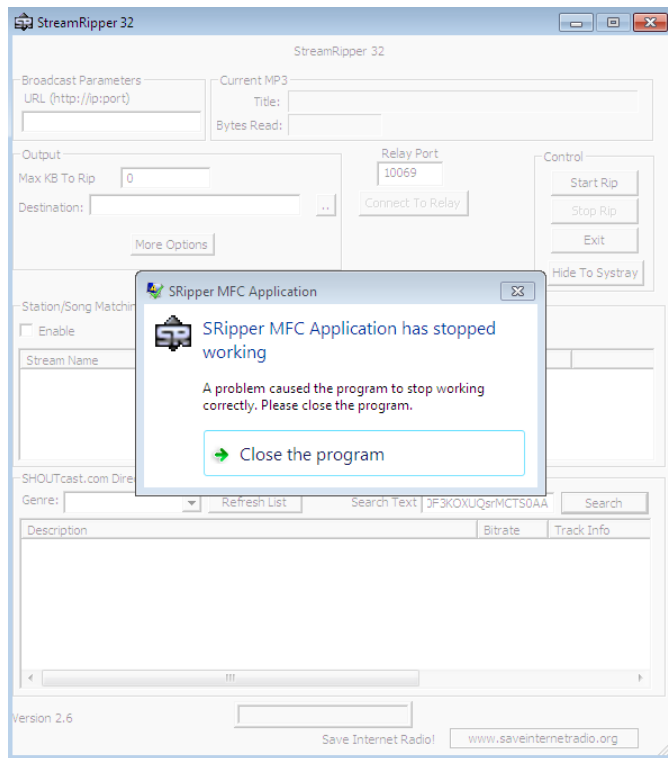 StreamRipper 32
StreamRipper 32
Broadcast Parameters
URL (http://ip:port)
Current MP3
Title:
Bytes Read:
Output
Max KB To Rip 0
Destination: ..
More Options
Relay Port
10069
Connect To Relay
Control
Start Rip
Stop Rip
Exit
Hide To Systray
SRipper MFC Application
SR
SRipper MFC Application has stopped
working
A problem caused the program to stop working
correctly. Please close the program.
Close the program
Station/Song Matchin
Enable
Stream Name
SHOUTcast.com Dire
Genre: Refresh List Search Text Search
Description Bitrate Track Info
Version 2.6
Save Internet Radio! www.saveinternetradio.org